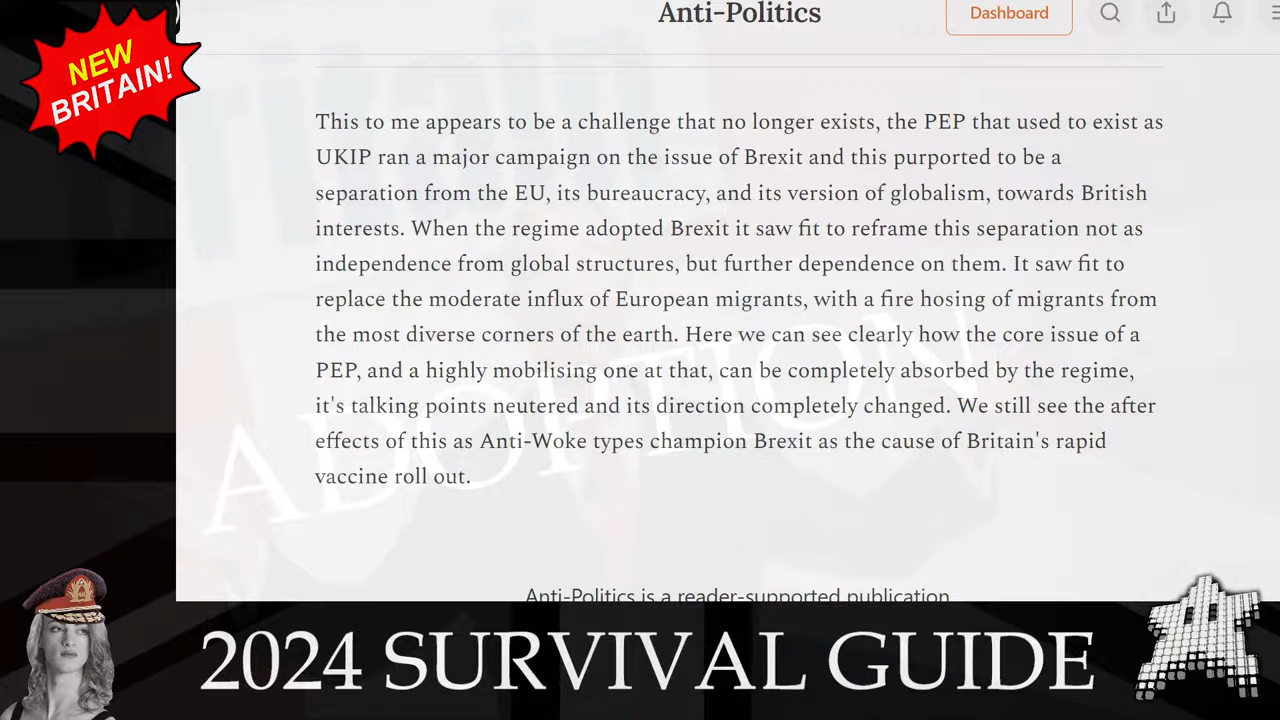 NEW
BRITAIN!
Anti-Politics
Dashboard
This to me appears to be a challenge that no longer exists, the PEP that used to exist as
UKIP ran a major campaign on the issue of Brexit and this purported to be a
separation from the EU, its bureaucracy, and its version of globalism, towards British
interests. When the regime adopted Brexit it saw fit to reframe this separation not as
independence from global structures, but further dependence on them. It saw fit to
replace the moderate influx of European migrants, with a fire hosing of migrants from
the most diverse corners of the earth. Here we can see clearly how the core issue of a
PEP, and a highly mobilising one at that, can be completely absorbed by the regime,
it's talking points neutered and its direction completely changed. We still see the after
effects of this as Anti-Woke types champion Brexit as the cause of Britain's rapid
vaccine roll out.
ADOPTION
Anti-Politics is a reader-supported publication
2024 SURVIVAL GUIDE